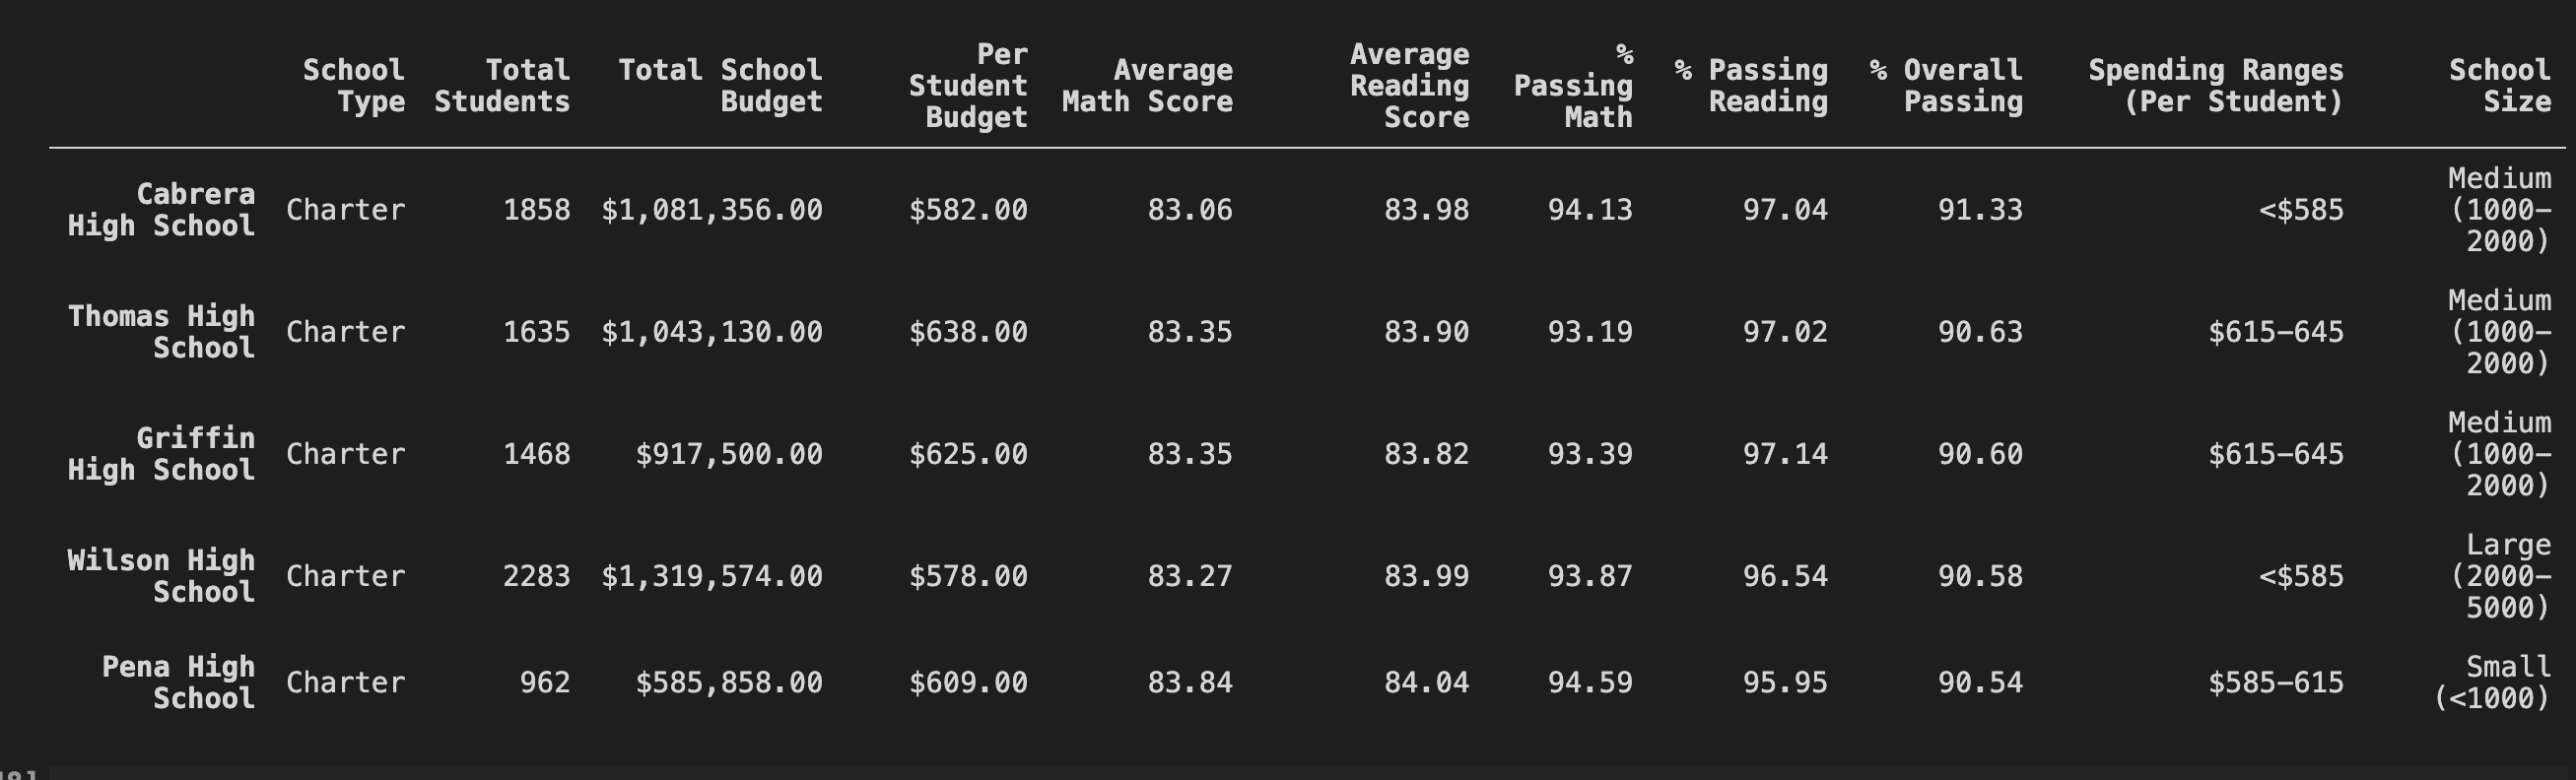 School Type Total Students Total School Budget Per Student Budget Average Math Score Average Reading Score % Passing Math % Passing Reading % Overall Passing Spending Ranges (Per Student) School Size
Cabrera High School Charter 1858 $1,081,356.00 $582.00 83.06 83.98 94.13 97.04 91.33 <$585 Medium (1000-2000)
Thomas High School Charter 1635 $1,043,130.00 $638.00 83.35 83.90 93.19 97.02 90.63 $615-645 Medium (1000-2000)
Griffin High School Charter 1468 $917,500.00 $625.00 83.35 83.82 93.39 97.14 90.60 $615-645 Medium (1000-2000)
Wilson High School Charter 2283 $1,319,574.00 $578.00 83.27 83.99 93.87 96.54 90.58 <$585 Large (2000-5000)
Pena High School Charter 962 $585,858.00 $609.00 83.84 84.04 94.59 95.95 90.54 $585-615 Small (<1000)